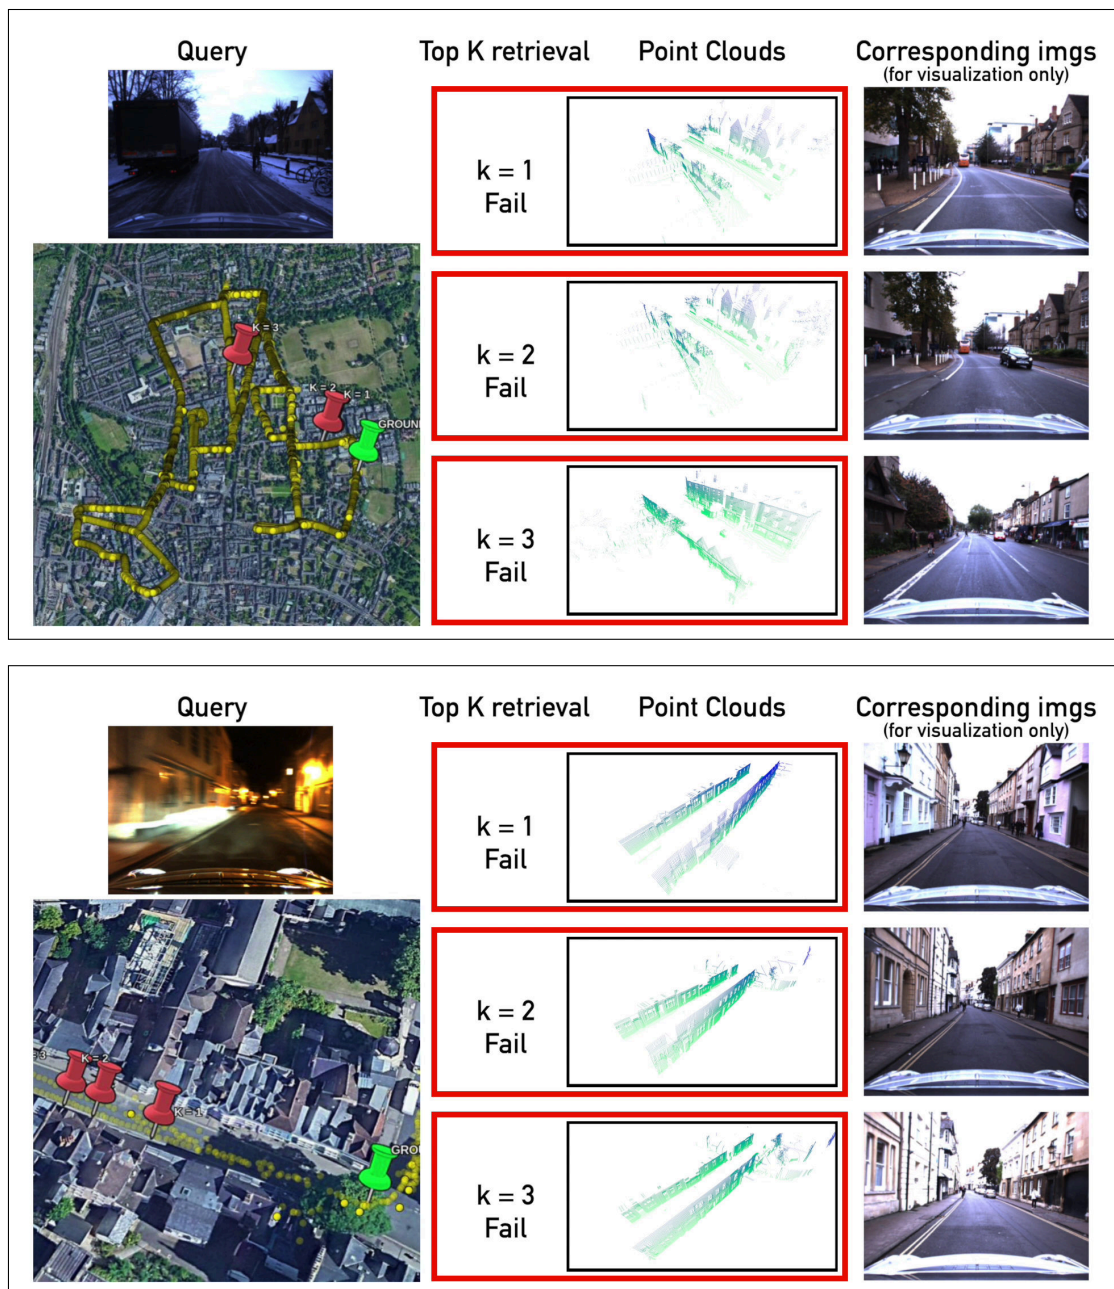 Query
Top K retrieval
Point Clouds
Corresponding imgs
(for visualization only)
k = 1
Fail
k = 2
Fail
k = 3
Fail
K = 3
K = 2
K = 1
GROUN
Query
Top K retrieval
Point Clouds
Corresponding imgs
(for visualization only)
k = 1
Fail
k = 2
Fail
k = 3
Fail
3
K = 2
K = 1
GROU